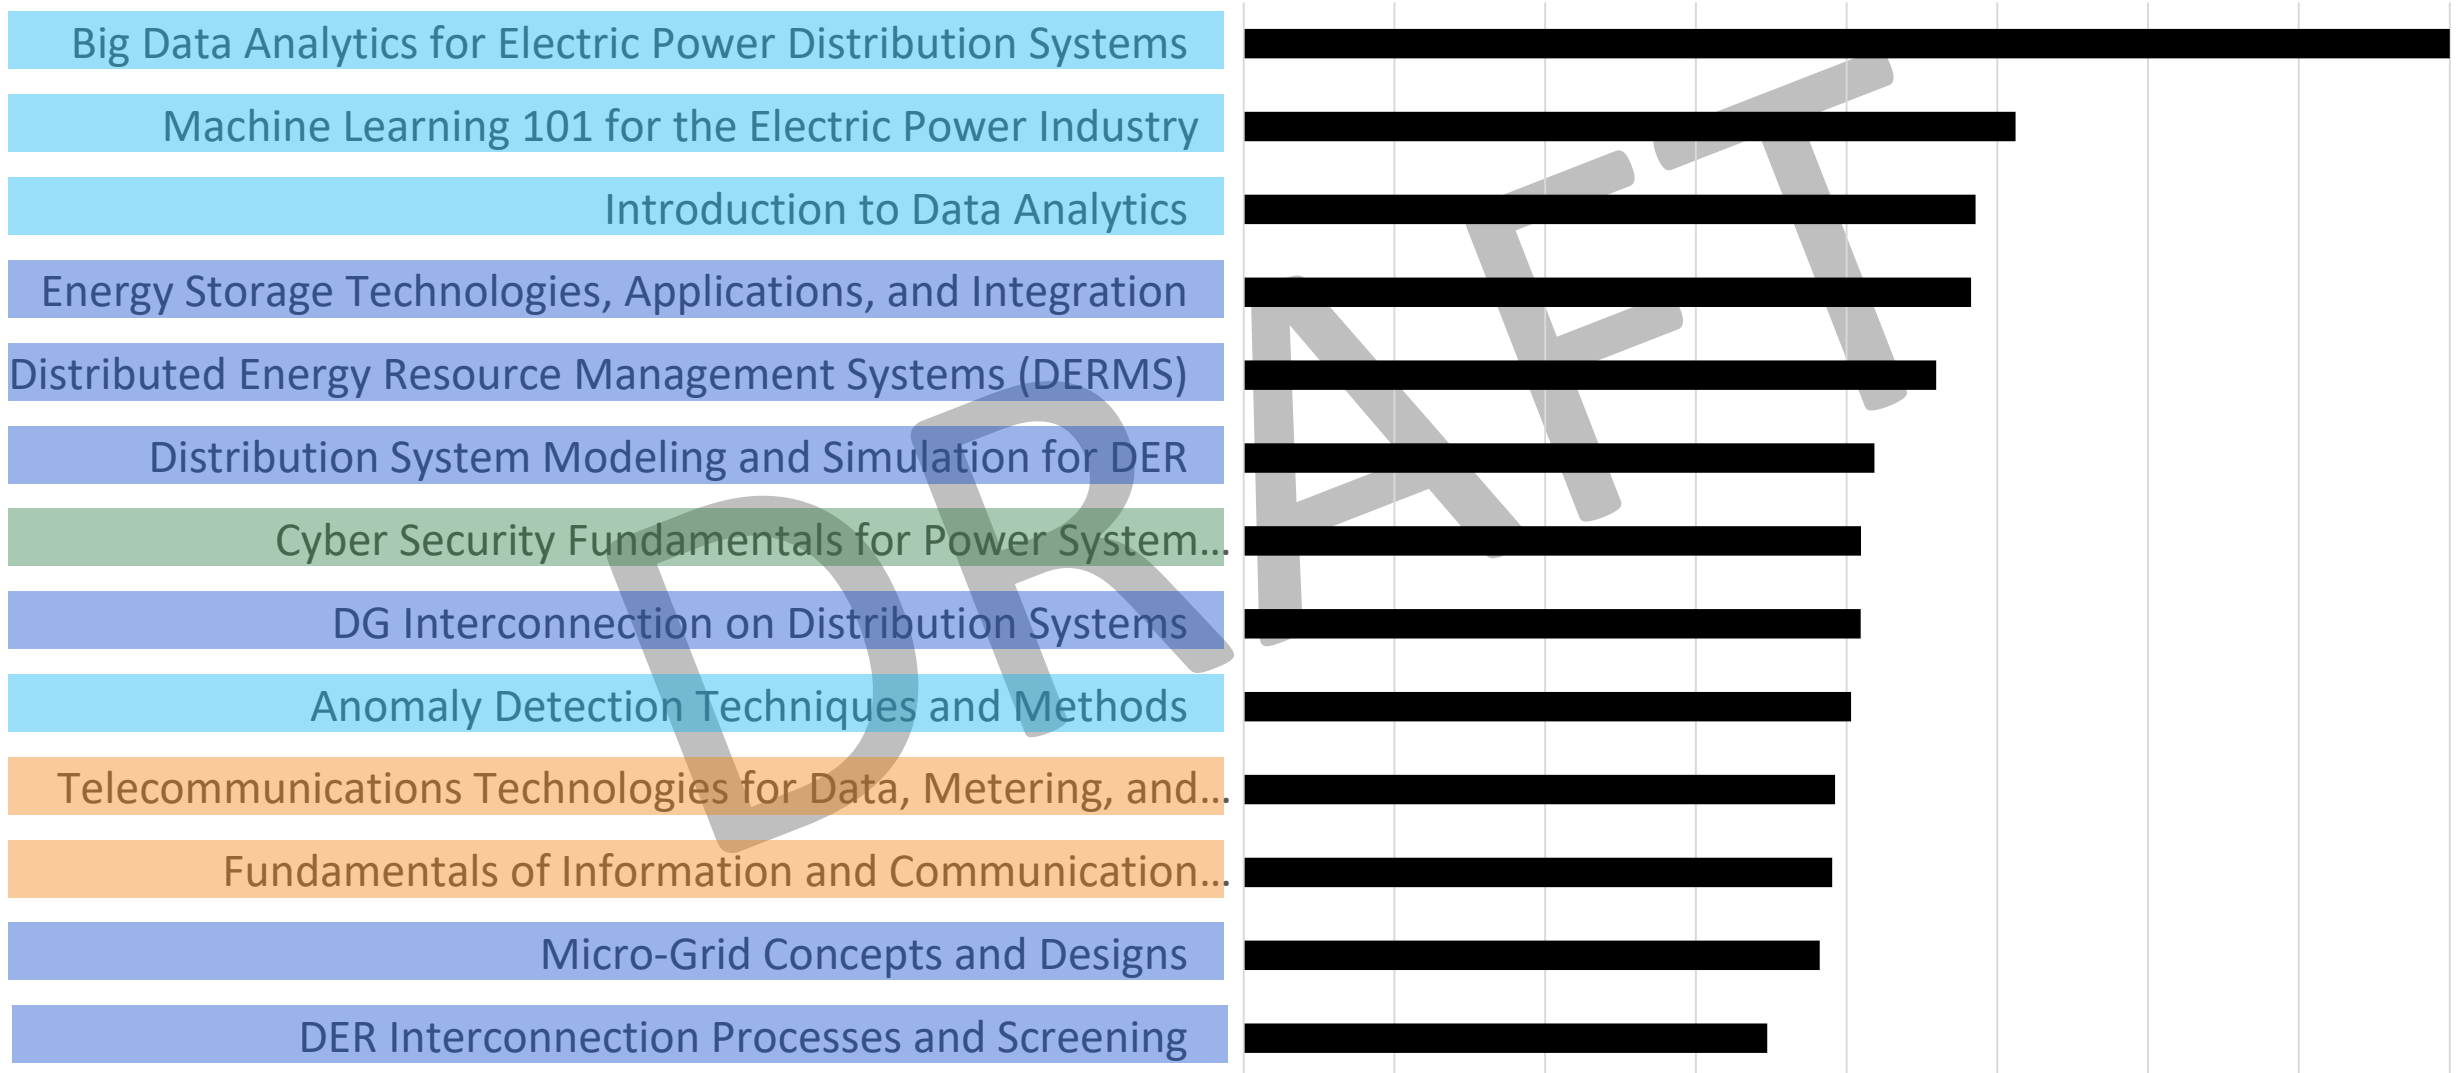 Big Data Analytics for Electric Power Distribution Systems
Machine Learning 101 for the Electric Power Industry
Introduction to Data Analytics
Energy Storage Technologies, Applications, and Integration
Distributed Energy Resource Management Systems (DERMS)
Distribution System Modeling and Simulation for DER
Cyber Security Fundamentals for Power System...
DG Interconnection on Distribution Systems
Anomaly Detection Techniques and Methods
Telecommunications Technologies for Data, Metering, and...
Fundamentals of Information and Communication...
Micro-Grid Concepts and Designs
DER Interconnection Processes and Screening
DRAFT